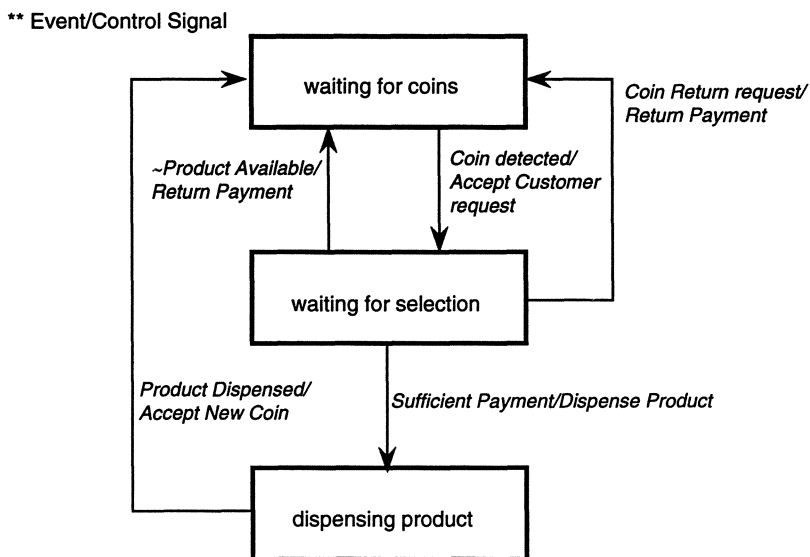 ** Event/Control Signal
waiting for coins
Coin Return request/
Return Payment
~Product Available/
Return Payment
Coin detected/
Accept Customer
request
waiting for selection
Product Dispensed/
Accept New Coin
Sufficient Payment/Dispense Product
dispensing product